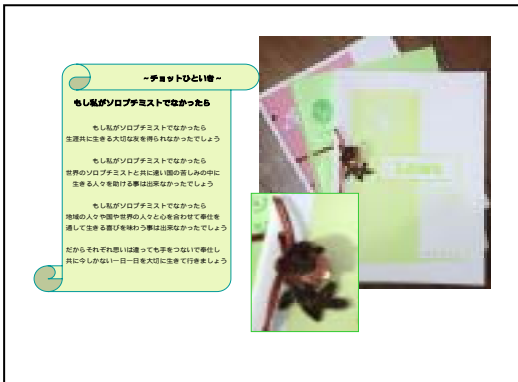 ~チョットひといき~
もし私がソロプチミストでなかったら
もし私がソロプチミストでなかったら
生涯共に生きる大切な友を得られなかったでしょう
もし私がソロプチミストでなかったら
世界のソロプチミストと共に遠い国の苦しみの中に
生きる人々を助ける事は出来なかったでしょう
もし私がソロプチミストでなかったら
地域の人々や国や世界の人々と心を合わせて奉仕を
通して生きる喜びを味わう事は出来なかったでしょう
だからそれぞれ思いは違っても手をつないで奉仕し
共に今しかない一日一日を大切に生きて行きましょう